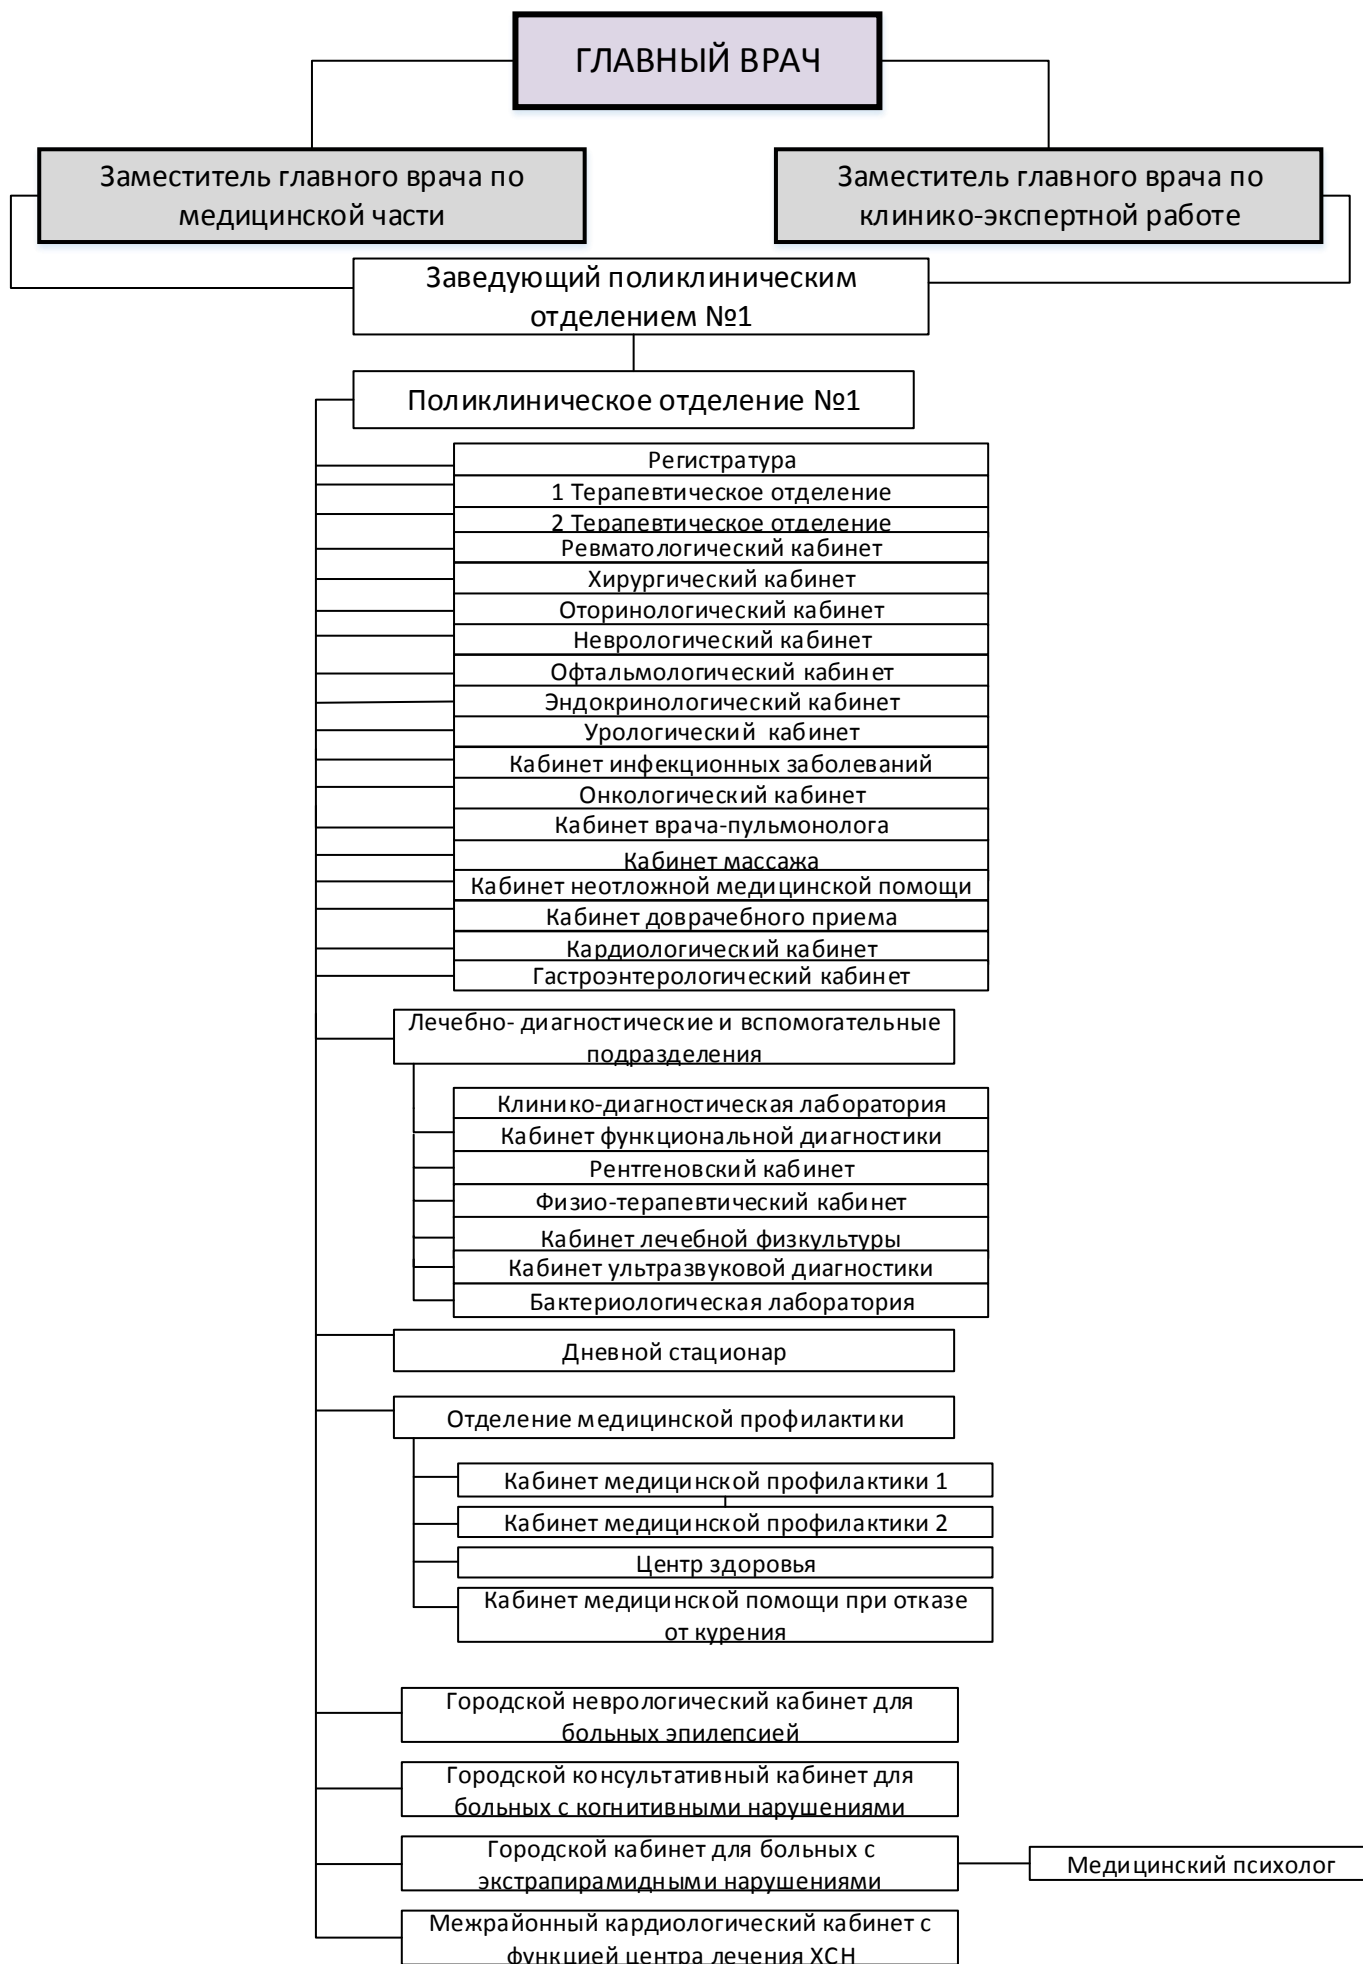 ГЛАВНЫЙ ВРАЧ
Заместитель главного врача по
медицинской части
Заместитель главного врача по
клинико-экспертной работе
Заведующий поликлиническим
отделением №1
Поликлиническое отделение №1
Регистратура
1 Терапевтическое отделение
2 Терапевтическое отделение
Ревматологический кабинет
Хирургический кабинет
Оторинологический кабинет
Неврологический кабинет
Офтальмологический кабинет
Эндокринологический кабинет
Урологический кабинет
Кабинет инфекционных заболеваний
Онкологический кабинет
Кабинет врача-пульмонолога
Кабинет массажа
Кабинет неотложной медицинской помощи
Кабинет доврачебного приема
Кардиологический кабинет
Гастроэнтерологический кабинет
Лечебно- диагностические и вспомогательные
подразделения
Клинико-диагностическая лаборатория
Кабинет функциональной диагностики
Рентгеновский кабинет
Физио-терапевтический кабинет
Кабинет лечебной физкультуры
Кабинет ультразвуковой диагностики
Бактериологическая лаборатория
Дневной стационар
Отделение медицинской профилактики
Кабинет медицинской профилактики 1
Кабинет медицинской профилактики 2
Центр здоровья
Кабинет медицинской помощи при отказе
от курения
Городской неврологический кабинет для
больных эпилепсией
Городской консультативный кабинет для
больных с когнитивными нарушениями
Городской кабинет для больных с
экстрапирамидными нарушениями
Медицинский психолог
Межрайонный кардиологический кабинет с
функцией центра лечения ХСН